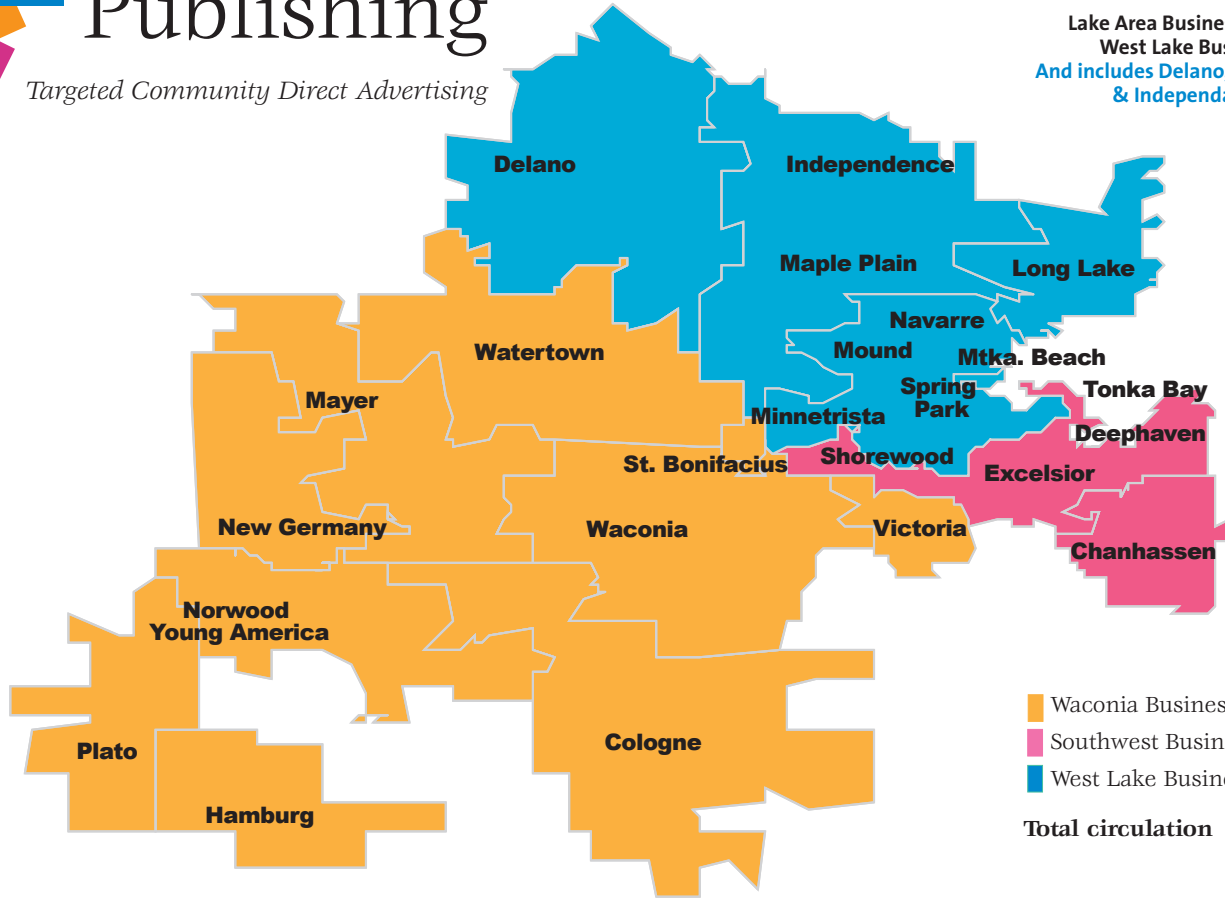 Publishing
Targeted Community Direct Advertising
Lake Area Busine
West Lake Bus
And includes Delano,
& Independa
Delano
Independence
Maple Plain
Long Lake
Navarre
Mound
Mtka. Beach
Watertown
Spring
Park
Tonka Bay
Mayer
Minnetrista
Deephaven
St. Bonifacius
Shorewood
Excelsior
New Germany
Waconia
Victoria
Chanhassen
Norwood
Young America
Plato
Cologne
Hamburg
Waconia Busines
Southwest Busin
West Lake Busine
Total circulation